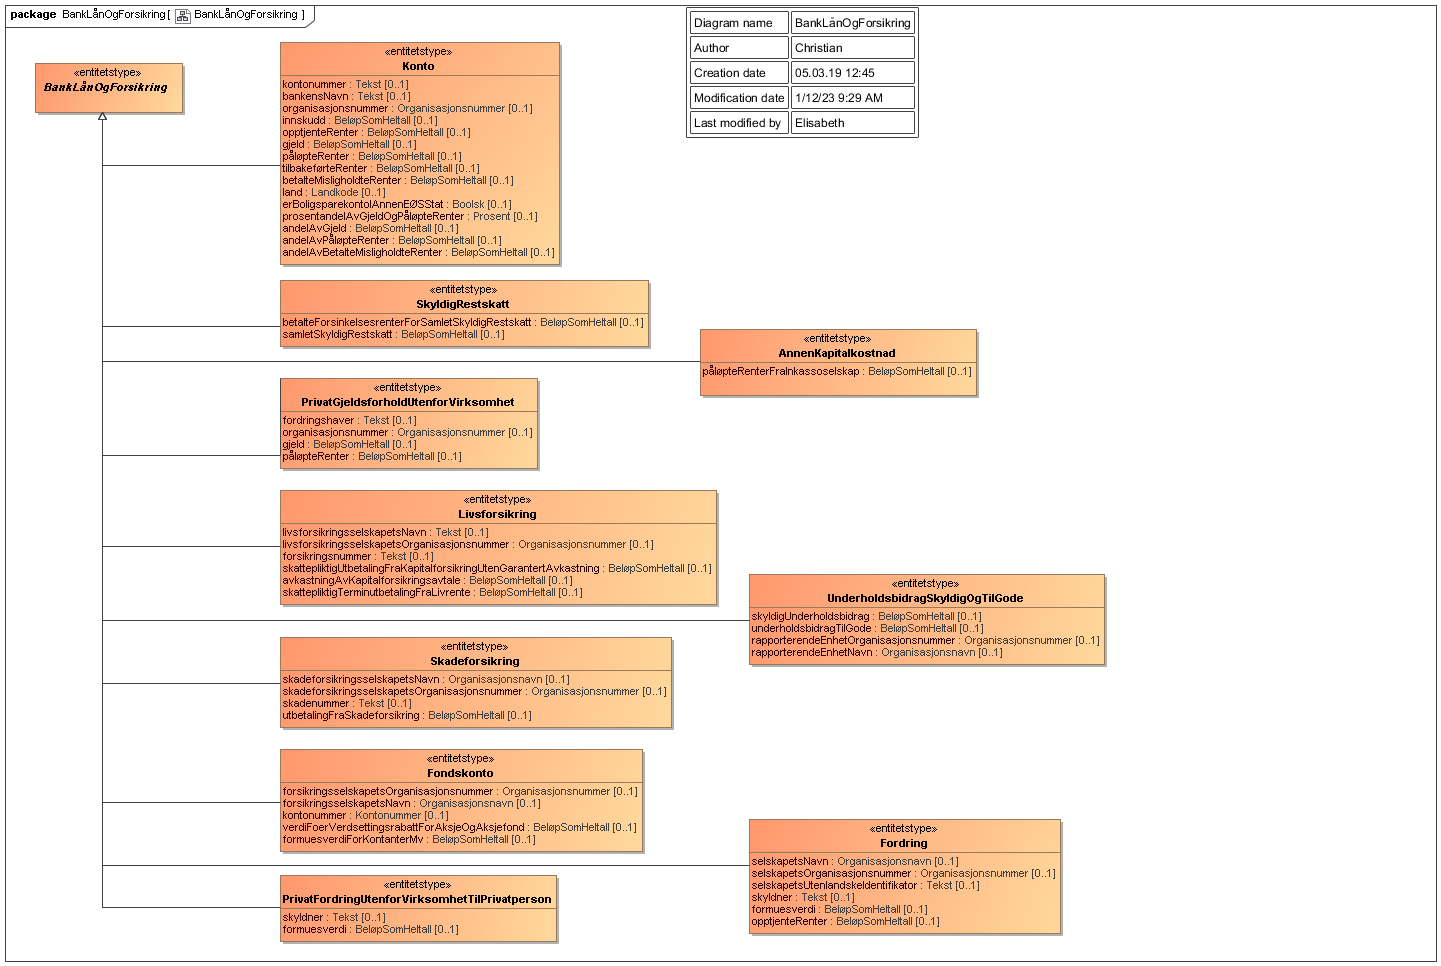 package BankLånOgForsikring [ BankLånOgForsikring ]
Diagram name BankLånOgForsikring
Author Christian
Creation date 05.03.19 12:45
Modification date 1/12/23 9:29 AM
Last modified by Elisabeth
«entitetstype»
BankLånOgForsikring
«entitetstype»
Konto
kontonummer : Tekst [0..1]
bankensNavn : Tekst [0..1]
organisasjonsnummer : Organisasjonsnummer [0..1]
innskudd : BeløpSomHeltall [0..1]
opptjenteRenter : BeløpSomHeltall [0..1]
gjeld : BeløpSomHeltall [0..1]
påløpteRenter : BeløpSomHeltall [0..1]
tilbakeførteRenter : BeløpSomHeltall [0..1]
betalteMisligholdteRenter : BeløpSomHeltall [0..1]
land : Landkode [0..1]
erBoligsparekontoIAnnenEØSStat : Boolsk [0..1]
prosentandelAvGjeldOgPåløpteRenter : Prosent [0..1]
andelAvGjeld : BeløpSomHeltall [0..1]
andelAvPåløpteRenter : BeløpSomHeltall [0..1]
andelAvBetalteMisligholdteRenter : BeløpSomHeltall [0..1]
«entitetstype»
SkyldigRestskatt
betalteForsinkelsesrenterForSamletSkyldigRestskatt : BeløpSomHeltall [0..1]
samletSkyldigRestskatt : BeløpSomHeltall [0..1]
«entitetstype»
AnnenKapitalkostnad
påløpteRenterFraInkassoselskap : BeløpSomHeltall [0..1]
«entitetstype»
PrivatGjeldsforholdUtenforVirksomhet
fordringshaver : Tekst [0..1]
organisasjonsnummer : Organisasjonsnummer [0..1]
gjeld : BeløpSomHeltall [0..1]
påløpteRenter : BeløpSomHeltall [0..1]
«entitetstype»
Livsforsikring
livsforsikringsselskapetsNavn : Tekst [0..1]
livsforsikringsselskapetsOrganisasjonsnummer : Organisasjonsnummer [0..1]
forsikringsnummer : Tekst [0..1]
skattepliktigUtbetalingFraKapitalforsikringUtenGarantertAvkastning : BeløpSomHeltall [0..1]
avkastningAvKapitalforsikringsavtale : BeløpSomHeltall [0..1]
skattepliktigTerminutbetalingFraLivrente : BeløpSomHeltall [0..1]
«entitetstype»
UnderholdsbidragSkyldigOgTilGode
skyldigUnderholdsbidrag : BeløpSomHeltall [0..1]
underholdsbidragTilGode : BeløpSomHeltall [0..1]
rapporterendeEnhetOrganisasjonsnummer : Organisasjonsnummer [0..1]
rapporterendeEnhetNavn : Organisasjonsnavn [0..1]
«entitetstype»
Skadeforsikring
skadeforsikringsselskapetsNavn : Organisasjonsnavn [0..1]
skadeforsikringsselskapetsOrganisasjonsnummer : Organisasjonsnummer [0..1]
skadenummer : Tekst [0..1]
utbetalingFraSkadeforsikring : BeløpSomHeltall [0..1]
«entitetstype»
Fondskonto
forsikringsselskapetsOrganisasjonsnummer : Organisasjonsnummer [0..1]
forsikringsselskapetsNavn : Organisasjonsnavn [0..1]
kontonummer : Kontonummer [0..1]
verdiFoerVerdsettingsrabattForAksjeOgAksjefond : BeløpSomHeltall [0..1]
formuesverdiForKontanterMv : BeløpSomHeltall [0..1]
«entitetstype»
Fordring
selskapetsNavn : Organisasjonsnavn [0..1]
selskapetsOrganisasjonsnummer : Organisasjonsnummer [0..1]
selskapetsUtenlandskeIdentifikator : Tekst [0..1]
skyldner : Tekst [0..1]
formuesverdi : BeløpSomHeltall [0..1]
opptjenteRenter : BeløpSomHeltall [0..1]
«entitetstype»
PrivatFordringUtenforVirksomhetTilPrivatperson
skyldner : Tekst [0..1]
formuesverdi : BeløpSomHeltall [0..1]